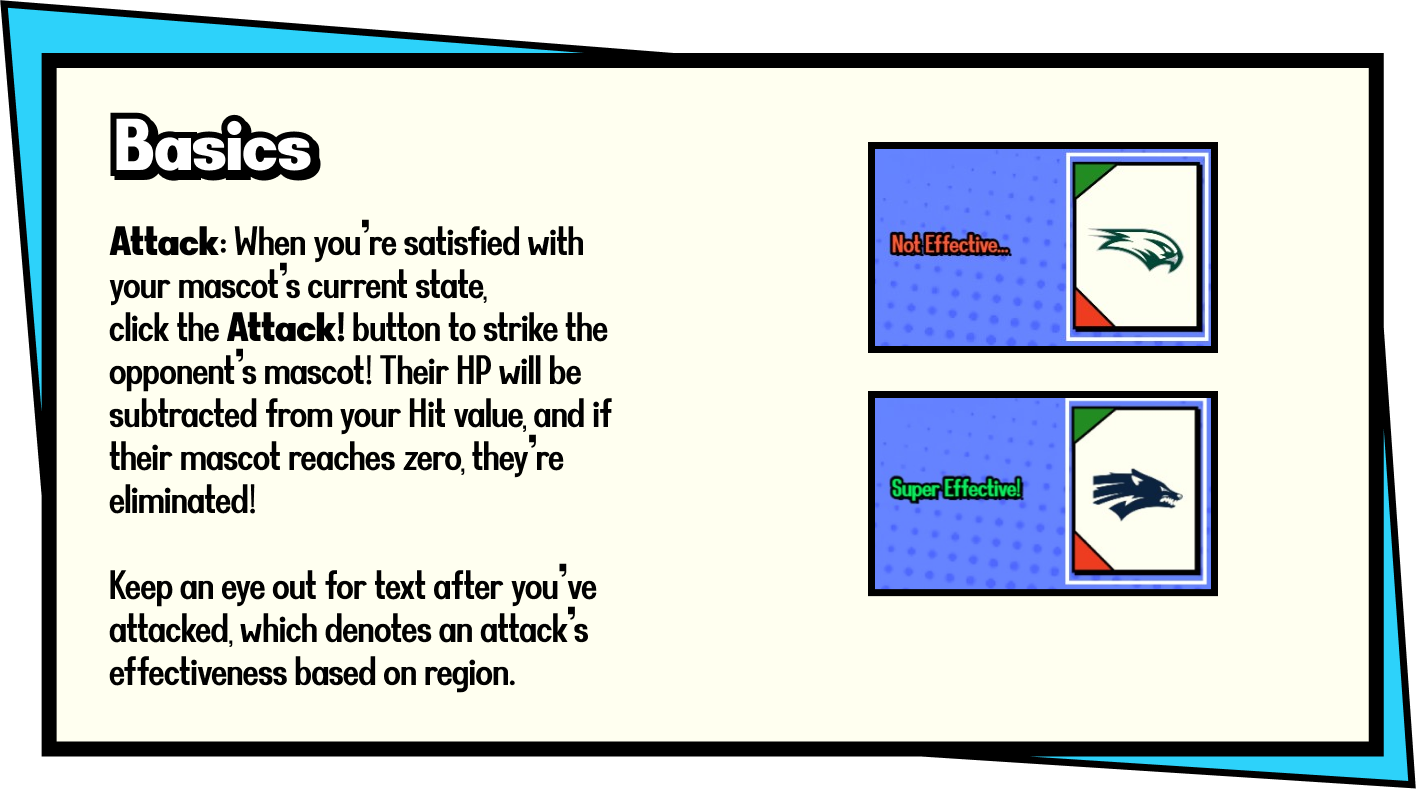 Basics
Attack: When you’re satisfied with
your mascot’s current state,
click the Attack! button to strike the
opponent’s mascot! Their HP will be
subtracted from your Hit value, and if
their mascot reaches zero, they’re
eliminated!
Keep an eye out for text after you’ve
attacked, which denotes an attack’s
effectiveness based on region.
Not Effective...
Super Effective!